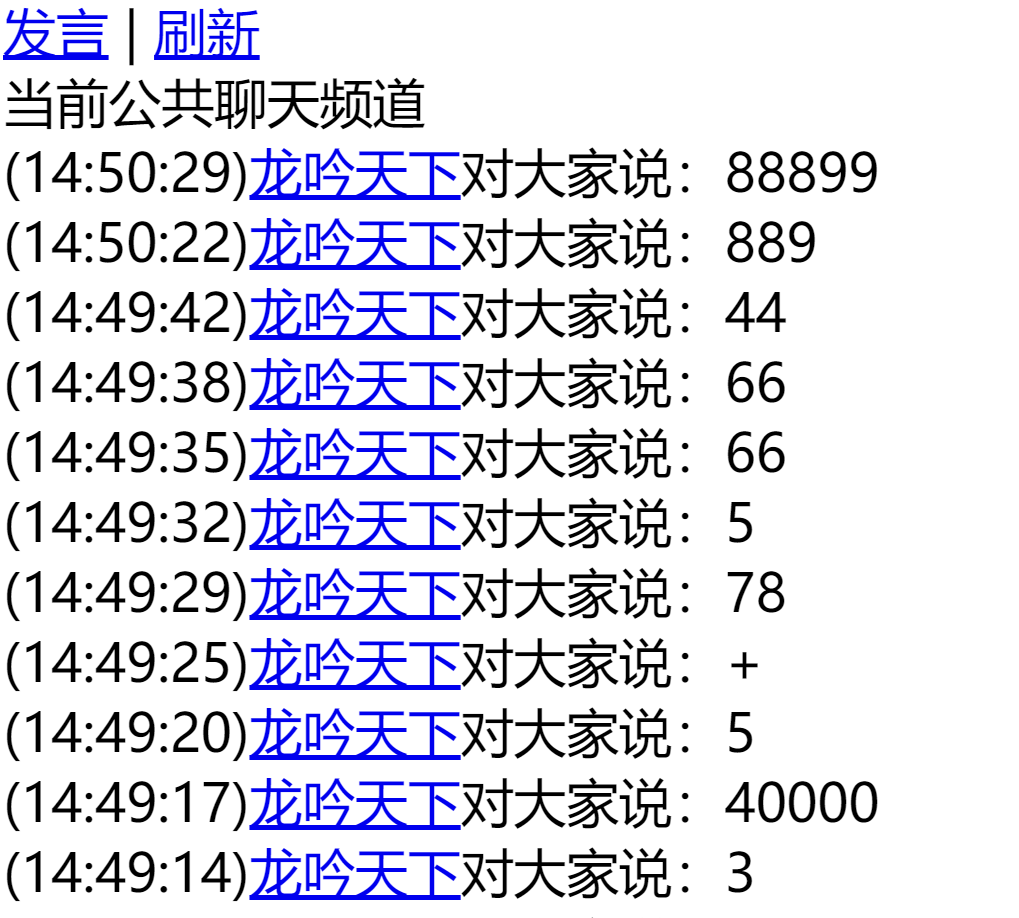 发言 | 刷新
当前公共聊天频道
(14:50:29)龙吟天下对大家说：88899
(14:50:22)龙吟天下对大家说：889
(14:49:42)龙吟天下对大家说：44
(14:49:38)龙吟天下对大家说：66
(14:49:35)龙吟天下对大家说：66
(14:49:32)龙吟天下对大家说：5
(14:49:29)龙吟天下对大家说：78
(14:49:25)龙吟天下对大家说：+
(14:49:20)龙吟天下对大家说：5
(14:49:17)龙吟天下对大家说：40000
(14:49:14)龙吟天下对大家说：3